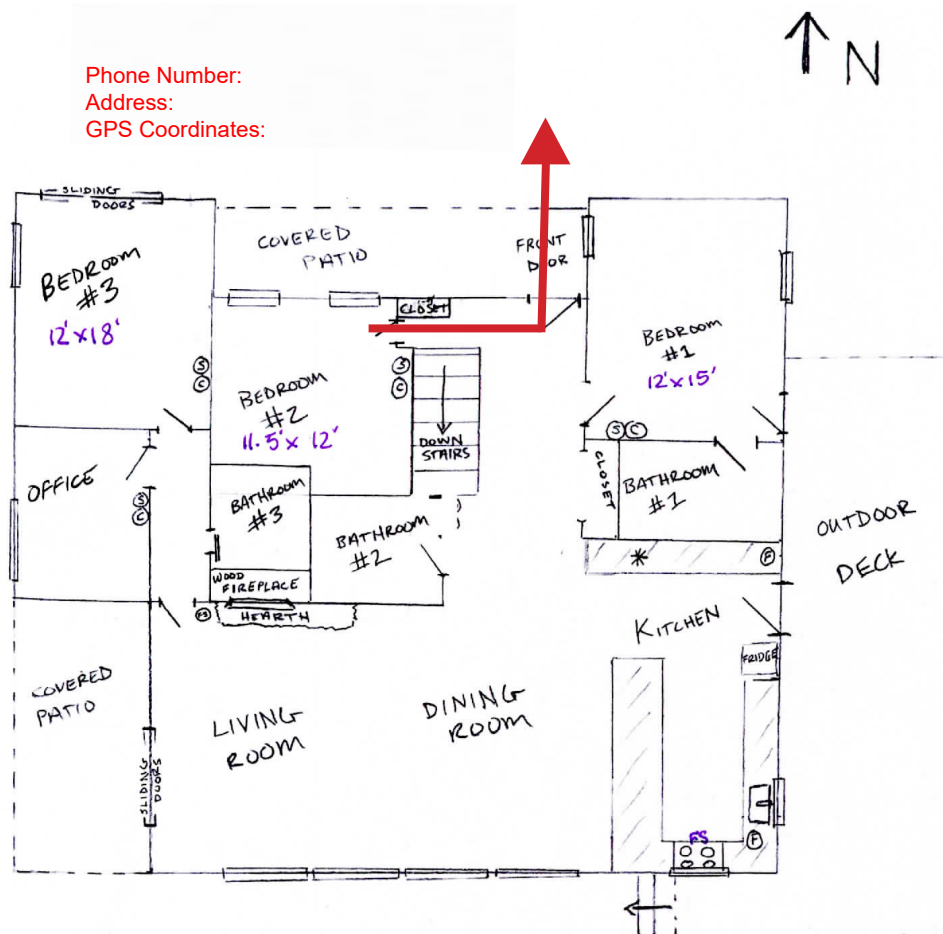 N
Phone Number:
Address:
GPS Coordinates:
SLIDING
DOORS
BEDROOM
#3
12'x18'
COVERED
PATIO
FRONT
DOOR
CLOSET
BEDROOM
#1
12'x15'
S
C
S
C
BEDROOM
#2
11.5'x 12'
DOWN
STAIRS
S C
CLOSET
BATHROOM
#1
OFFICE
S
C
BATHROOM
#3
BATHROOM
#2
OUTDOOR
DECK
*
F
WOOD
FIREPLACE
HEARTH
FS
KITCHEN
FRIDGE
COVERED
PATIO
LIVING
ROOM
DINING
ROOM
SLIDING
DOORS
FS
F